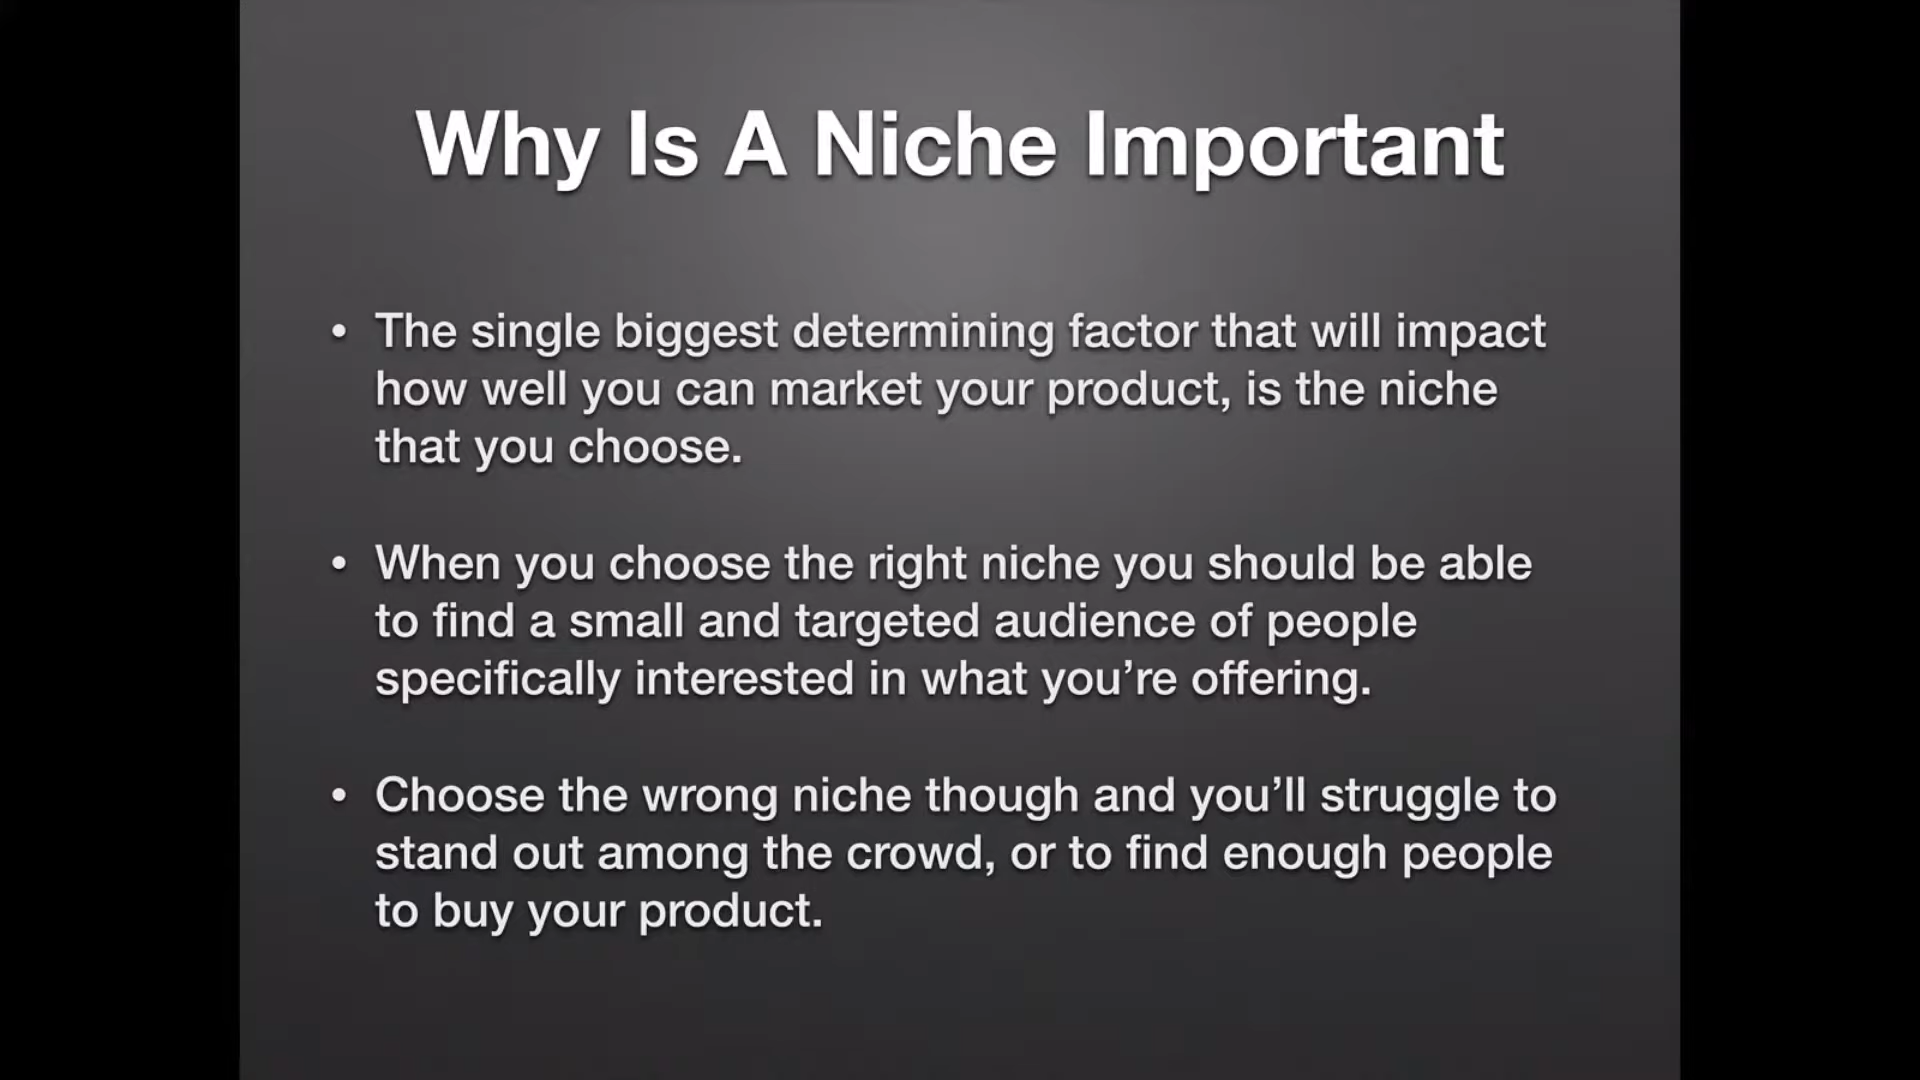 Why Is A Niche Important
• The single biggest determining factor that will impact
how well you can market your product, is the niche
that you choose.
• When you choose the right niche you should be able
to find a small and targeted audience of people
specifically interested in what you’re offering.
• Choose the wrong niche though and you’ll struggle to
stand out among the crowd, or to find enough people
to buy your product.